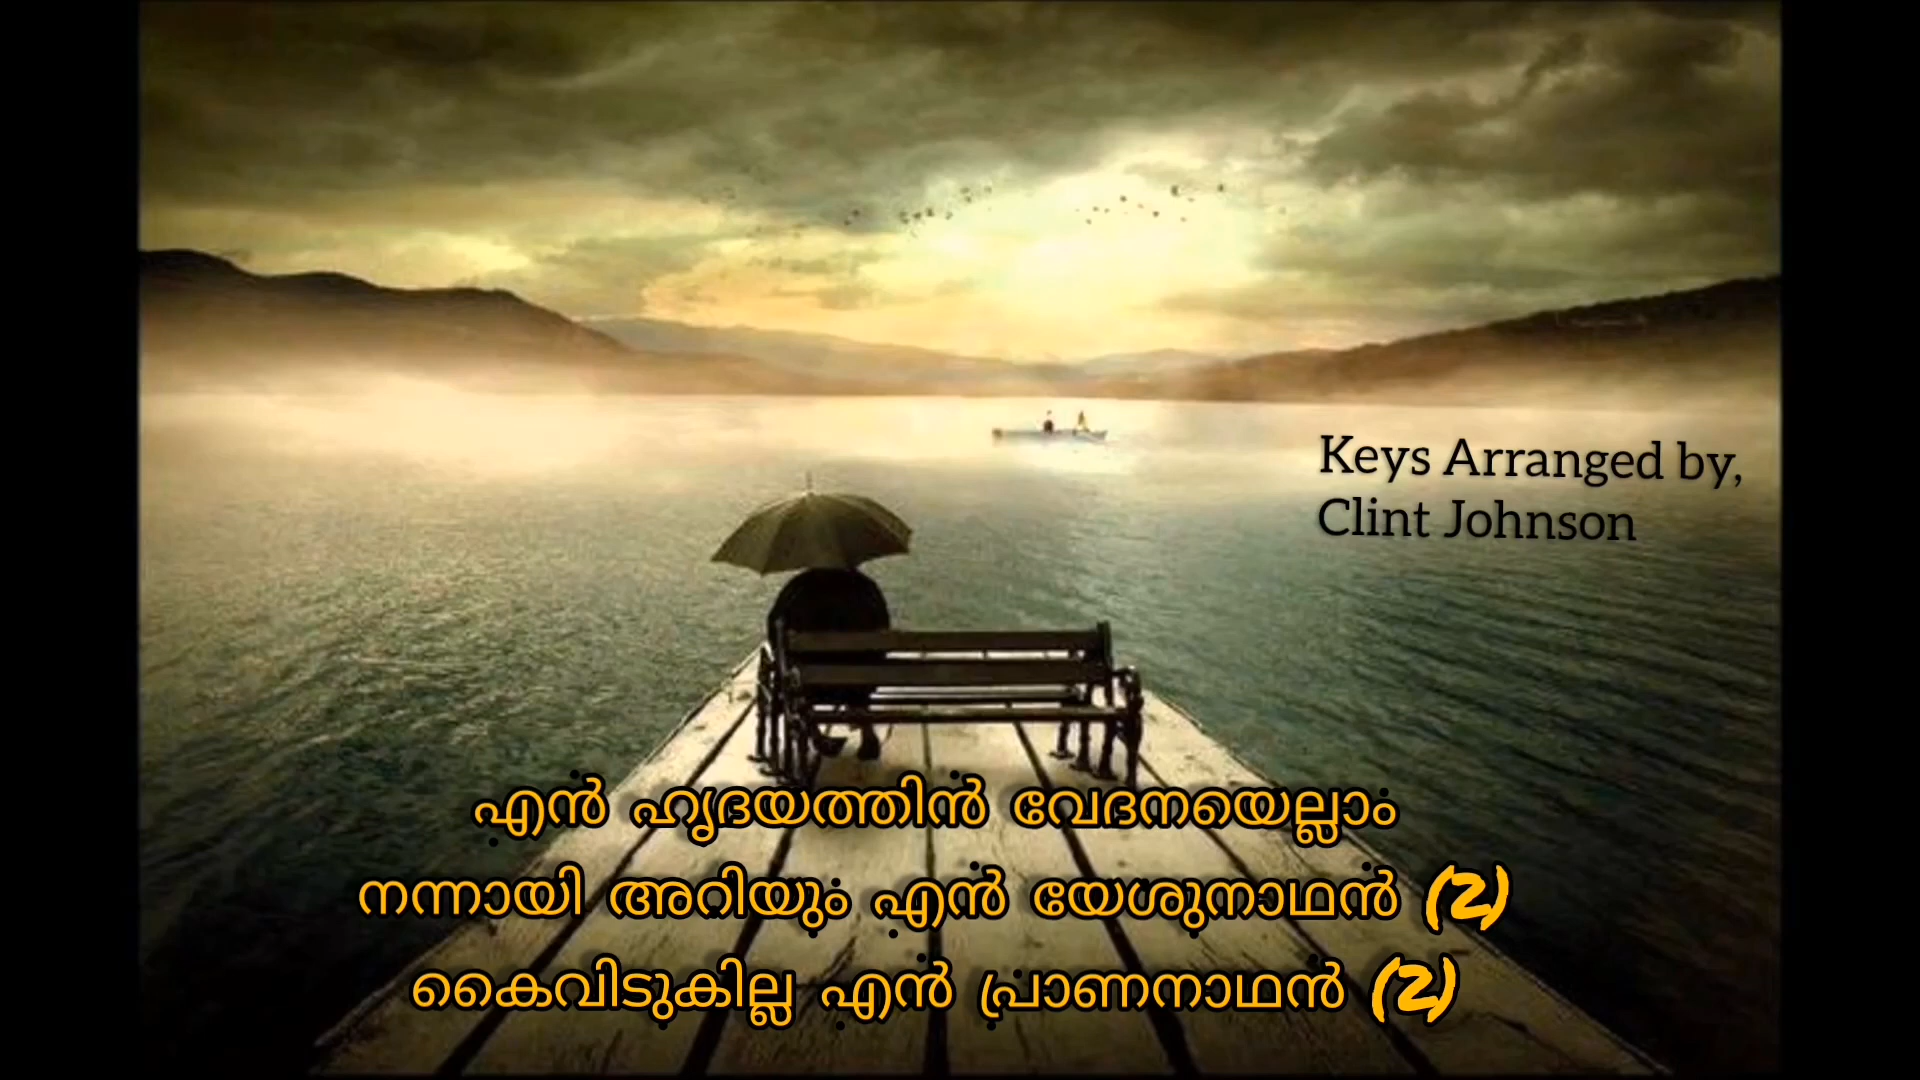 Keys Arranged by,
Clint Johnson
എൻ ഹൃദയത്തിൻ വേദനയെല്ലാം
നന്നായി അറിയും എൻ യേശുനാഥൻ (2)
കൈവിടുകില്ല എൻ പ്രാണനാഥൻ (2)